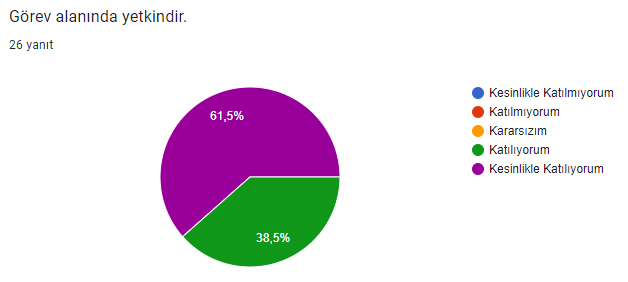 Görev alanında yetkindir.
26 yanıt
61,5%
38,5%
Kesinlikle Katılmıyorum
Katılmıyorum
Kararsızım
Katılıyorum
Kesinlikle Katılıyorum